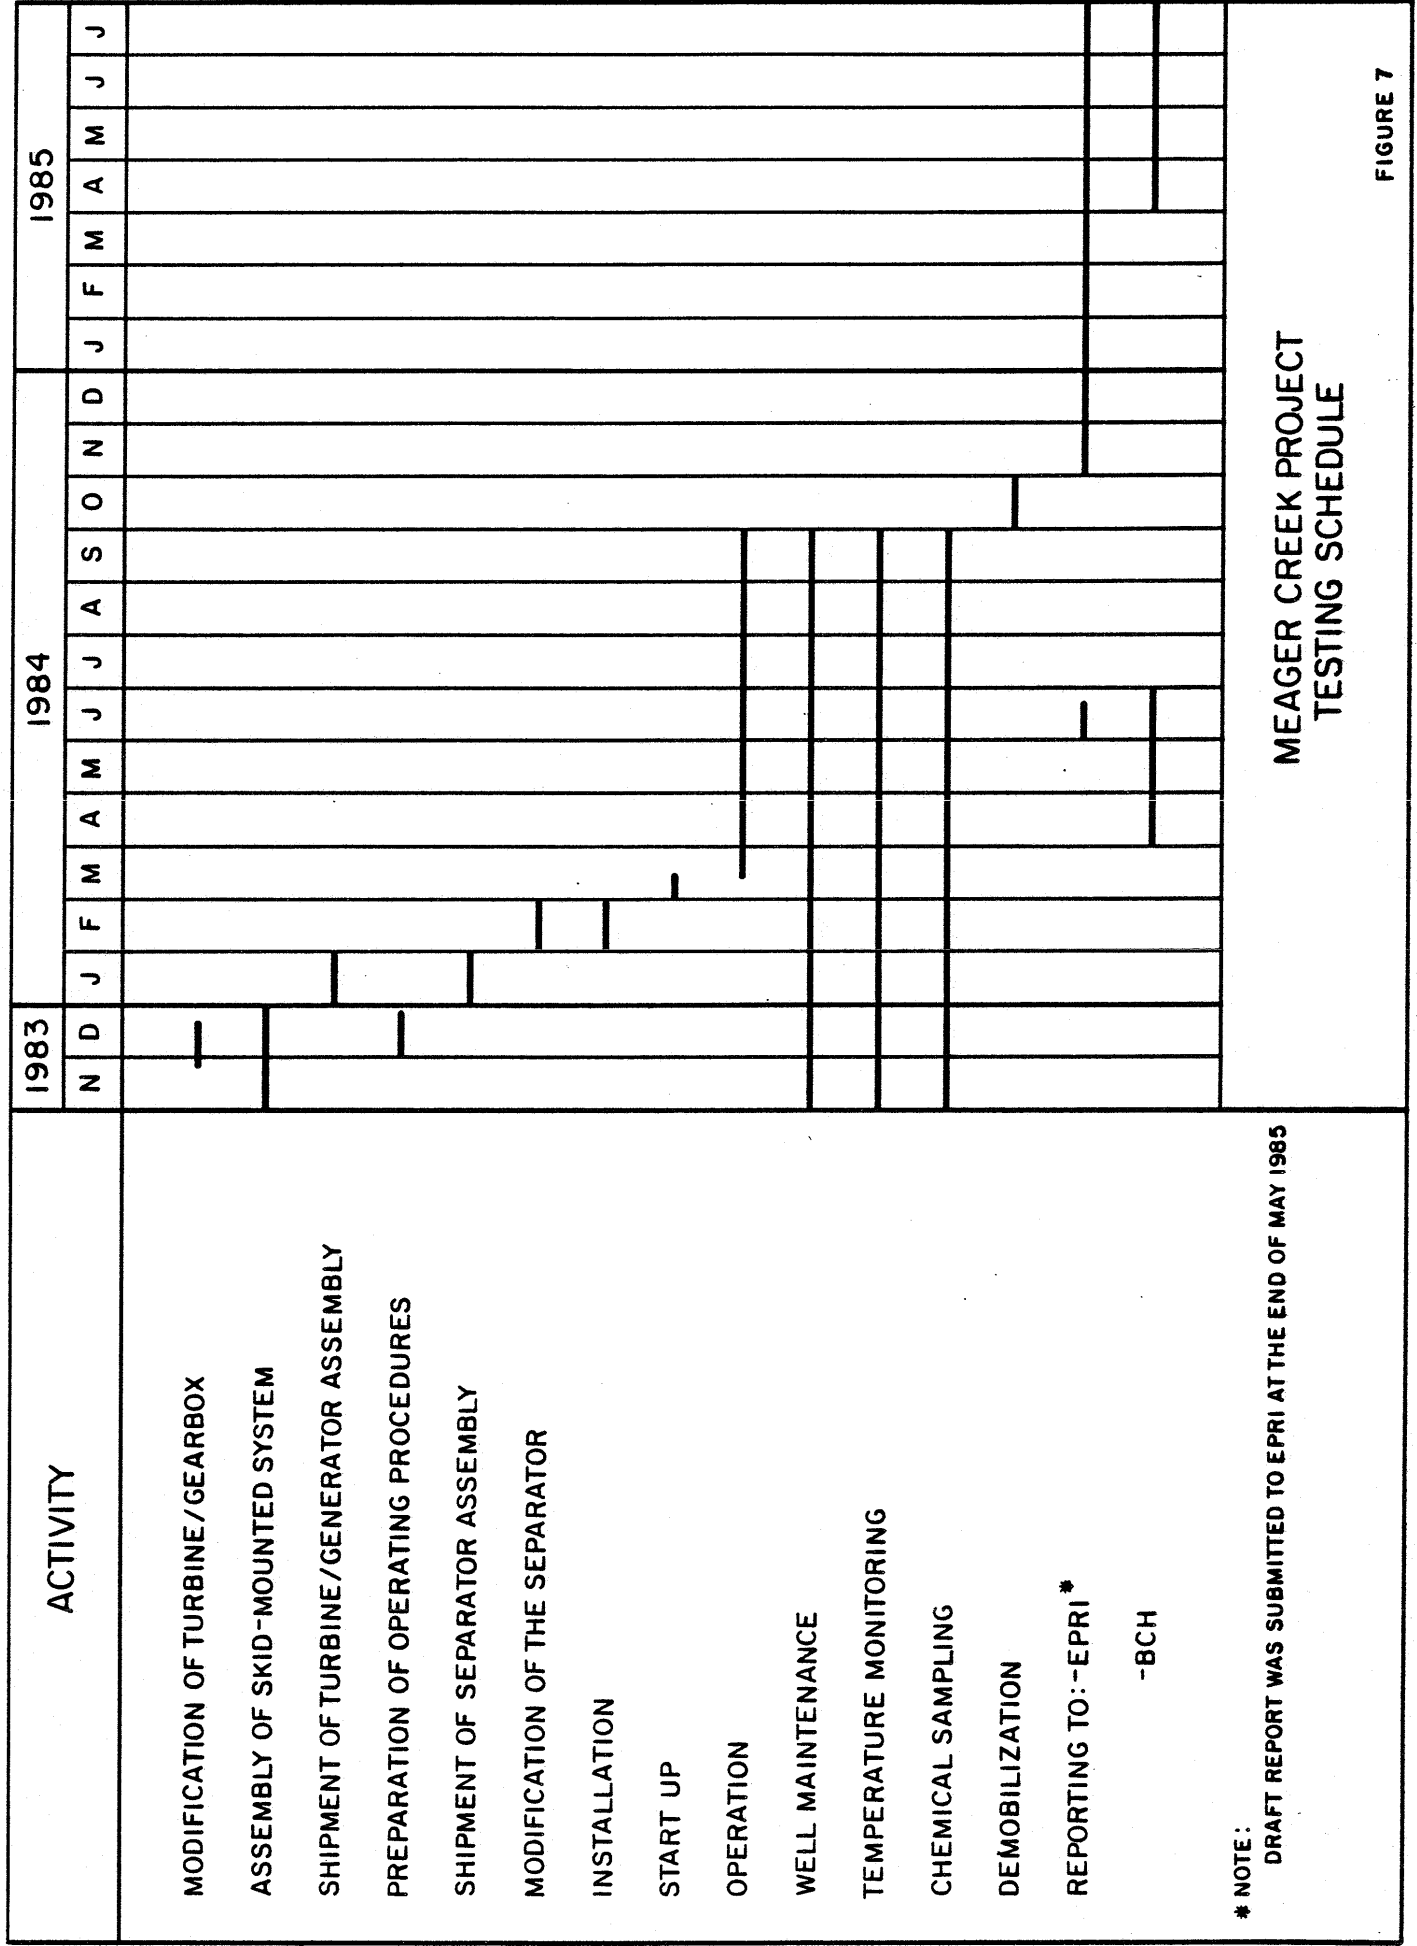 ACTIVITY
1983 1984 1985
N D J F M A M J J A S O N D J F M A M J J
MODIFICATION OF TURBINE/GEARBOX
ASSEMBLY OF SKID-MOUNTED SYSTEM
SHIPMENT OF TURBINE/GENERATOR ASSEMBLY
PREPARATION OF OPERATING PROCEDURES
SHIPMENT OF SEPARATOR ASSEMBLY
MODIFICATION OF THE SEPARATOR
INSTALLATION
START UP
OPERATION
WELL MAINTENANCE
TEMPERATURE MONITORING
CHEMICAL SAMPLING
DEMOBILIZATION
REPORTING TO:-EPRI*
-BCH
* NOTE:
DRAFT REPORT WAS SUBMITTED TO EPRI AT THE END OF MAY 1985
MEAGER CREEK PROJECT
TESTING SCHEDULE
FIGURE 7